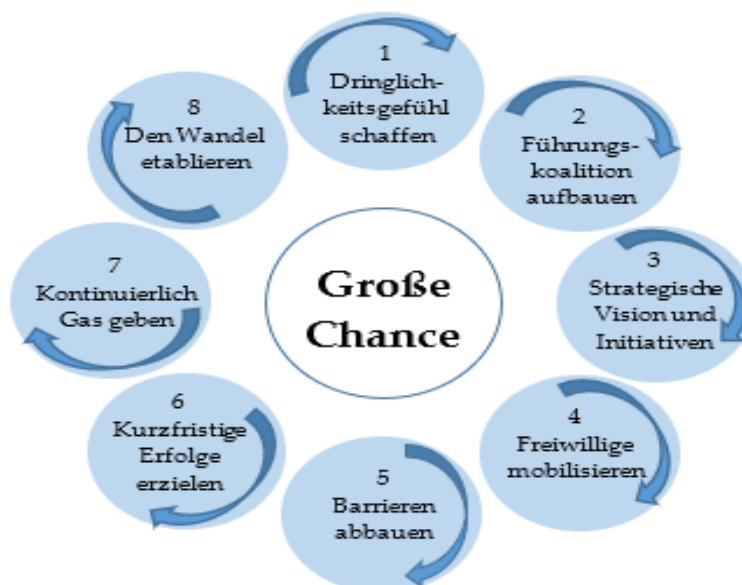 1
Dringlich-
keitsgefühl
schaffen
2
Führungs-
koalition
aufbauen
3
Strategische
Vision und
Initiativen
4
Freiwillige
mobilisieren
5
Barrieren
abbauen
6
Kurzfristige
Erfolge
erzielen
7
Kontinuierlich
Gas geben
8
Den Wandel
etablieren
Große
Chance